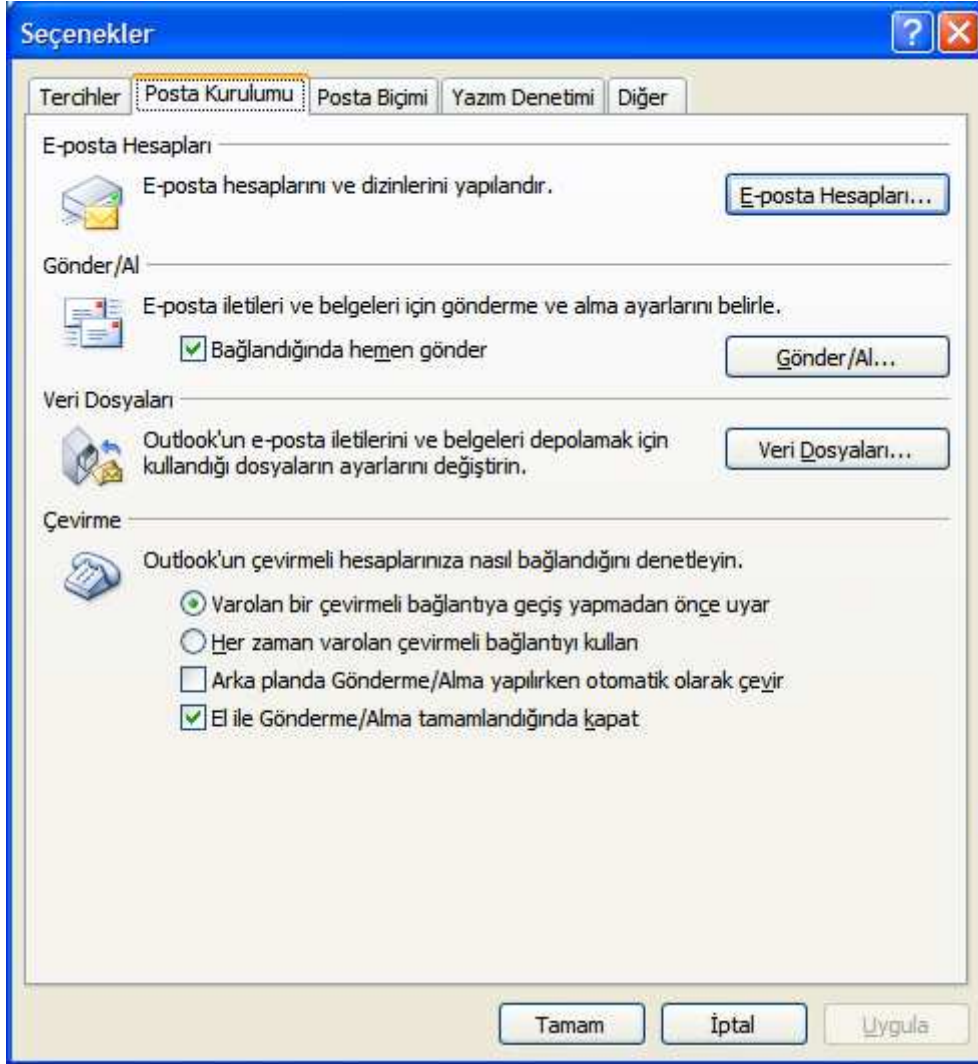 Seçenekler
Tercihler Posta Kurulumu Posta Biçimi Yazım Denetimi Diğer
E-posta Hesapları
E-posta hesaplarını ve dizinlerini yapılandır.
E-posta Hesapları...
Gönder/Al
E-posta iletileri ve belgeleri için gönderme ve alma ayarlarını belirle.
Bağlandığında hemen gönder
Gönder/Al...
Veri Dosyaları
Outlook'un e-posta iletilerini ve belgeleri depolamak için
kullandığı dosyaların ayarlarını değiştirin.
Veri Dosyaları...
Çevirme
Outlook'un çevirmeli hesaplarınıza nasıl bağlandığını denetleyin.
Varolan bir çevirmeli bağlantıya geçiş yapmadan önce uyar
Her zaman varolan çevirmeli bağlantıyı kullan
Arka planda Gönderme/Alma yapılırken otomatik olarak çevir
El ile Gönderme/Alma tamamlandığında kapat
Tamam İptal Uygula